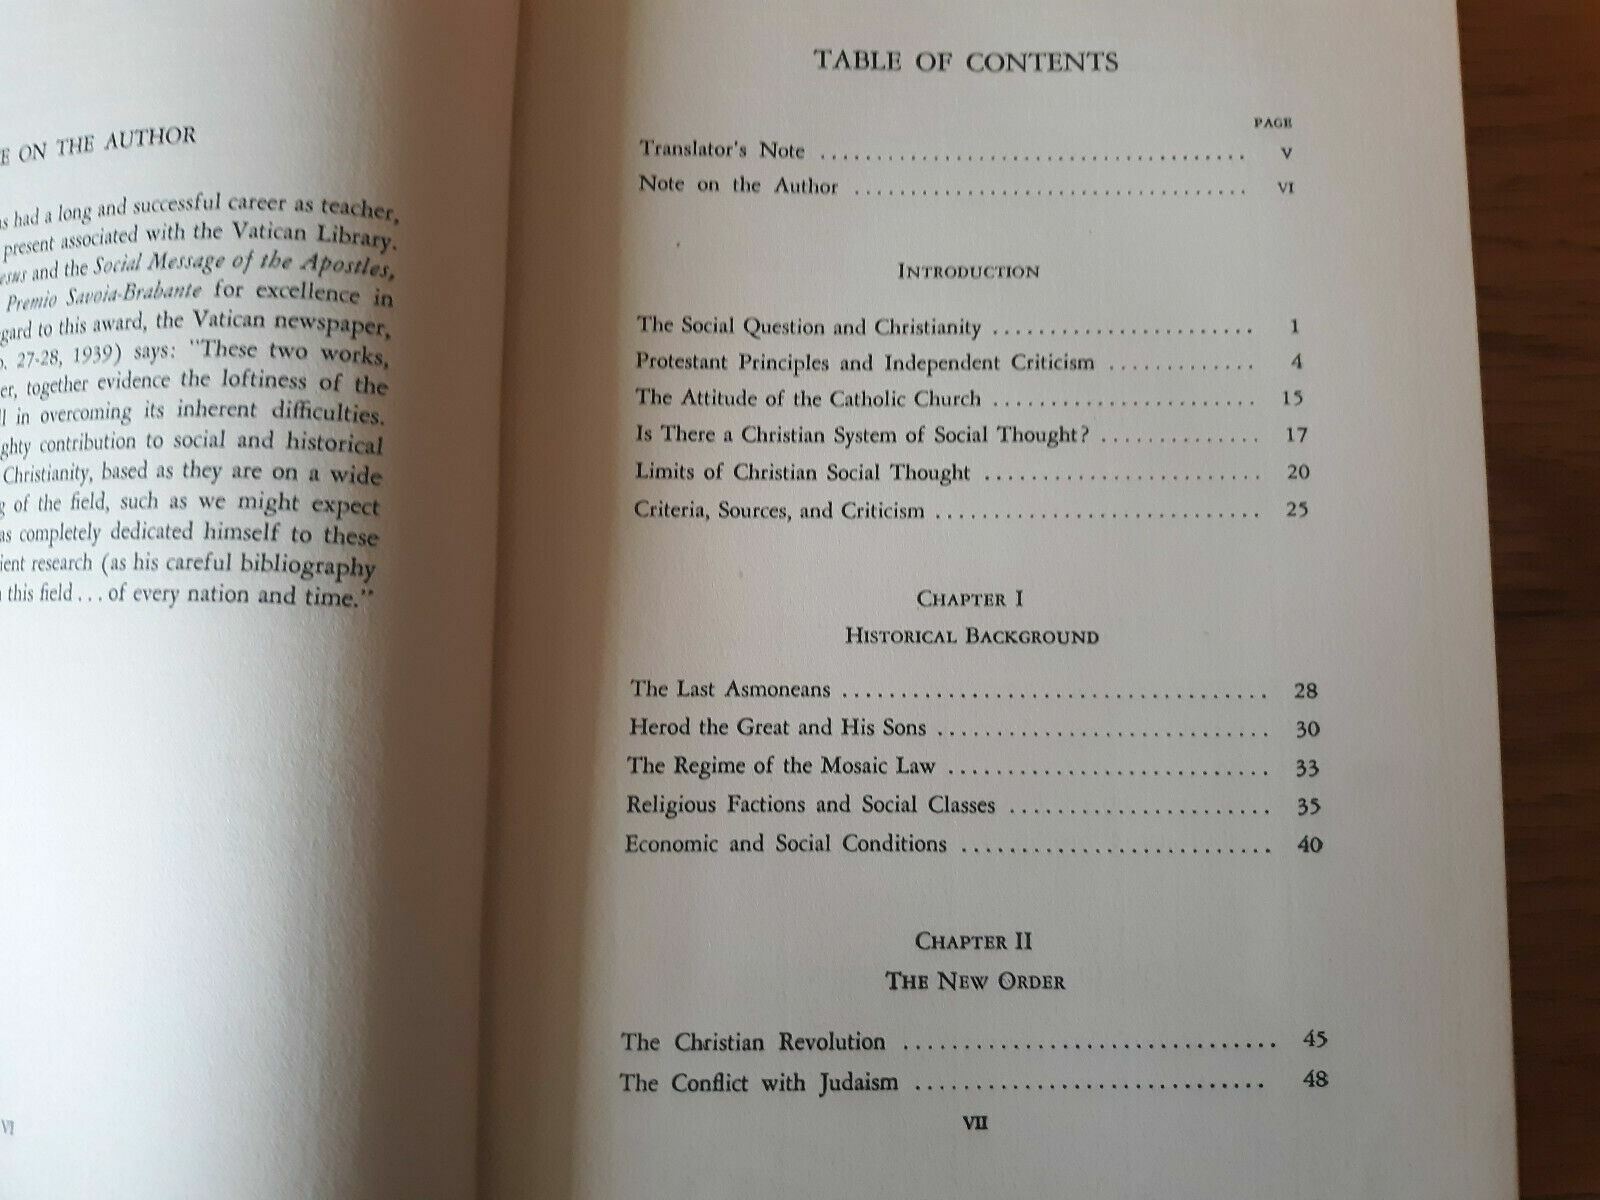 E ON THE AUTHOR
as had a long and successful career as teacher,
present associated with the Vatican Library.
esus and the Social Message of the Apostles,
Premio Savoia-Brabante for excellence in
gard to this award, the Vatican newspaper,
27-28, 1939) says: "These two works,
er, together evidence the loftiness of the
ll in overcoming its inherent difficulties.
ghty contribution to social and historical
Christianity, based as they are on a wide
g of the field, such as we might expect
as completely dedicated himself to these
ient research (as his careful bibliography
this field . . . of every nation and time."
VI
TABLE OF CONTENTS
PAGE
Translator's Note ........................................ V
Note on the Author .................................... VI
INTRODUCTION
The Social Question and Christianity ........................ 1
Protestant Principles and Independent Criticism ............. 4
The Attitude of the Catholic Church ........................ 15
Is There a Christian System of Social Thought? .............. 17
Limits of Christian Social Thought ......................... 20
Criteria, Sources, and Criticism ............................. 25
CHAPTER I
HISTORICAL BACKGROUND
The Last Asmoneans .................................... 28
Herod the Great and His Sons ............................. 30
The Regime of the Mosaic Law ............................ 33
Religious Factions and Social Classes ....................... 35
Economic and Social Conditions ........................... 40
CHAPTER II
THE NEW ORDER
The Christian Revolution ................................ 45
The Conflict with Judaism .............................. 48
VII